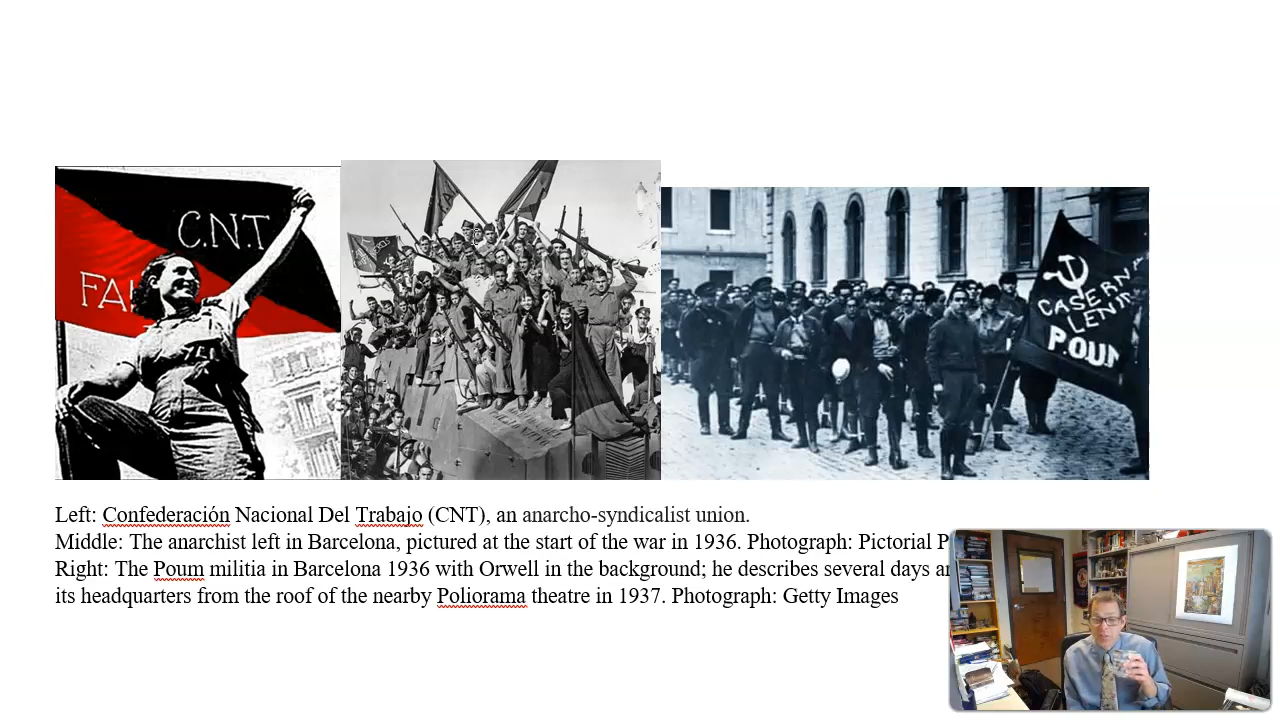 C.N.T
FA
CASERN
LENIN
P.OUM
Left: Confederación Nacional Del Trabajo (CNT), an anarcho-syndicalist union.
Middle: The anarchist left in Barcelona, pictured at the start of the war in 1936. Photograph: Pictorial P
Right: The Poum militia in Barcelona 1936 with Orwell in the background; he describes several days
its headquarters from the roof of the nearby Poliorama theatre in 1937. Photograph: Getty Images